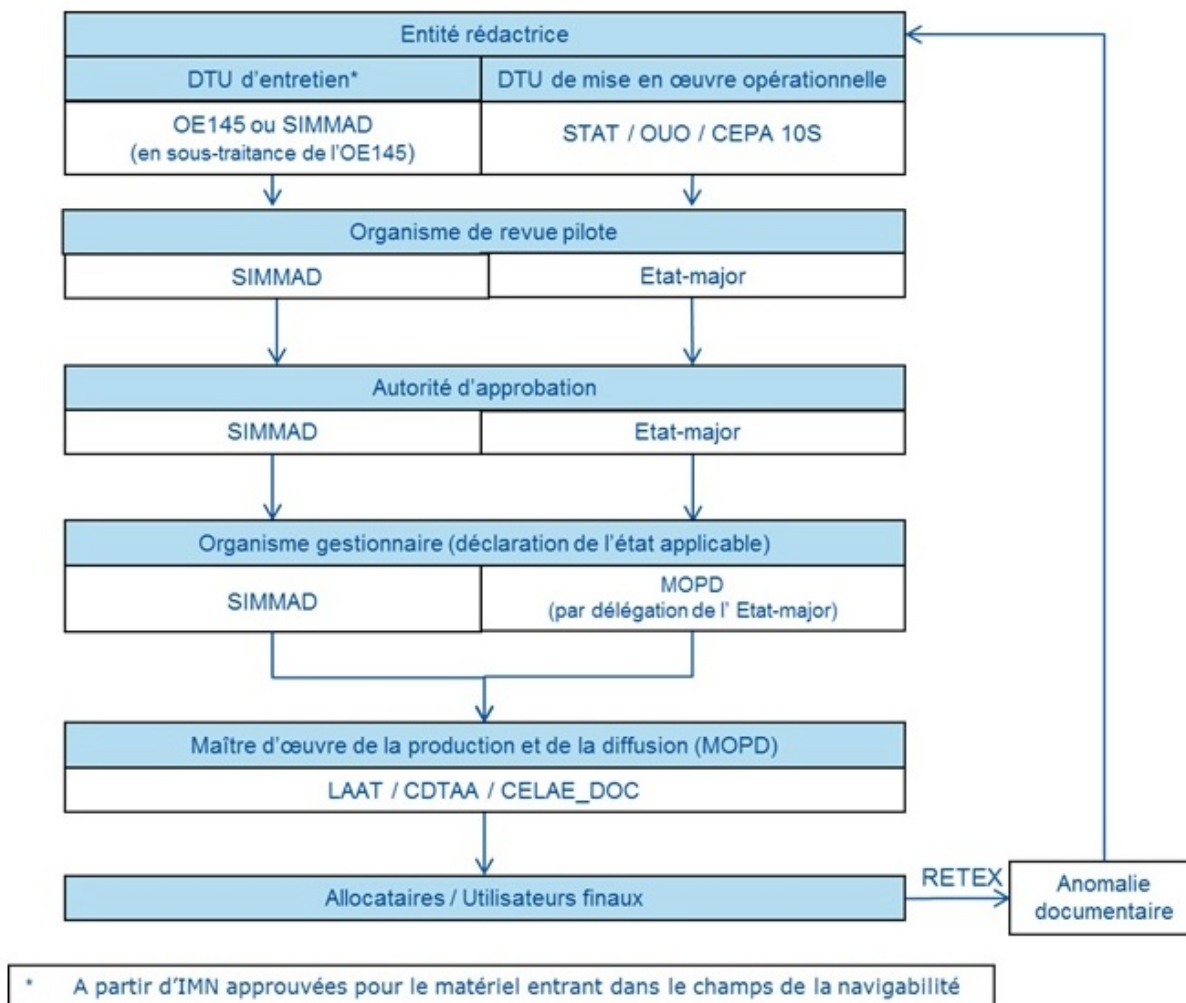 Entité rédactrice
DTU d'entretien*
DTU de mise en œuvre opérationnelle
OE145 ou SIMMAD
(en sous-traitance de l'OE145)
STAT / OUO / CEPA 10S
Organisme de revue pilote
SIMMAD
Etat-major
Autorité d'approbation
SIMMAD
Etat-major
Organisme gestionnaire (déclaration de l'état applicable)
SIMMAD
MOPD
(par délégation de l' Etat-major)
Maître d'œuvre de la production et de la diffusion (MOPD)
LAAT / CDTAA / CELAE_DOC
Allocataires / Utilisateurs finaux
RETEX
Anomalie
documentaire
* A partir d'IMN approuvées pour le matériel entrant dans le champs de la navigabilité